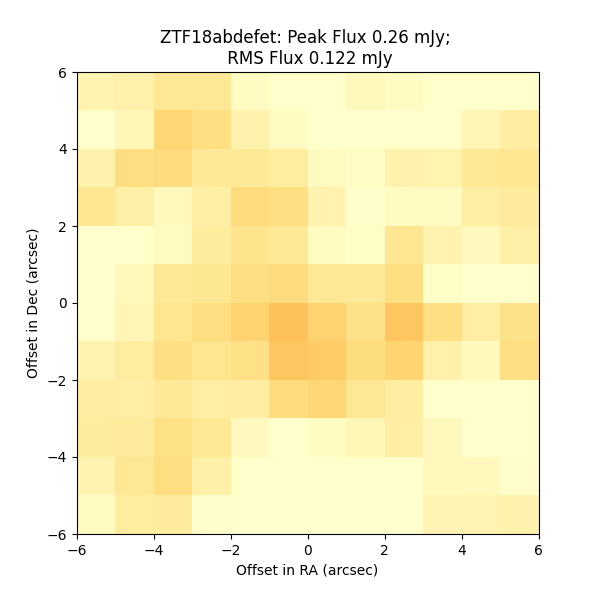 ZTF18abdefet: Peak Flux 0.26 mJy;
RMS Flux 0.122 mJy
6
4
2
0
−2
−4
−6
Offset in Dec (arcsec)
−6 −4 −2 0 2 4 6
Offset in RA (arcsec)